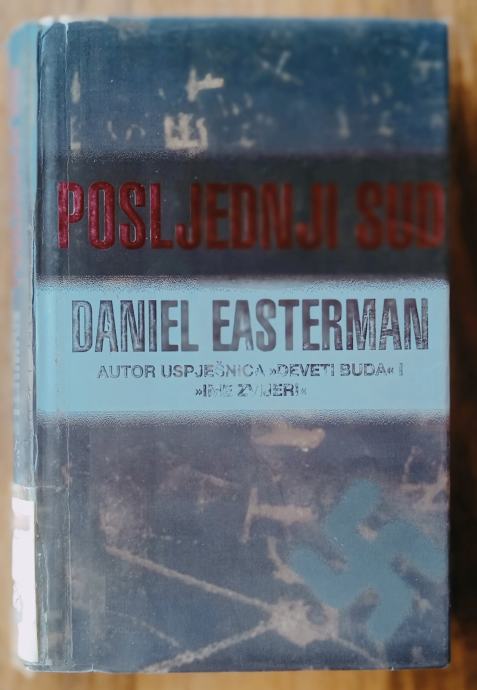 POSLJEDNJI SUD
DANIEL EASTERMAN
AUTOR USPJEŠNICA »DEVETI BUDA« I
»IME ZVIJERI«